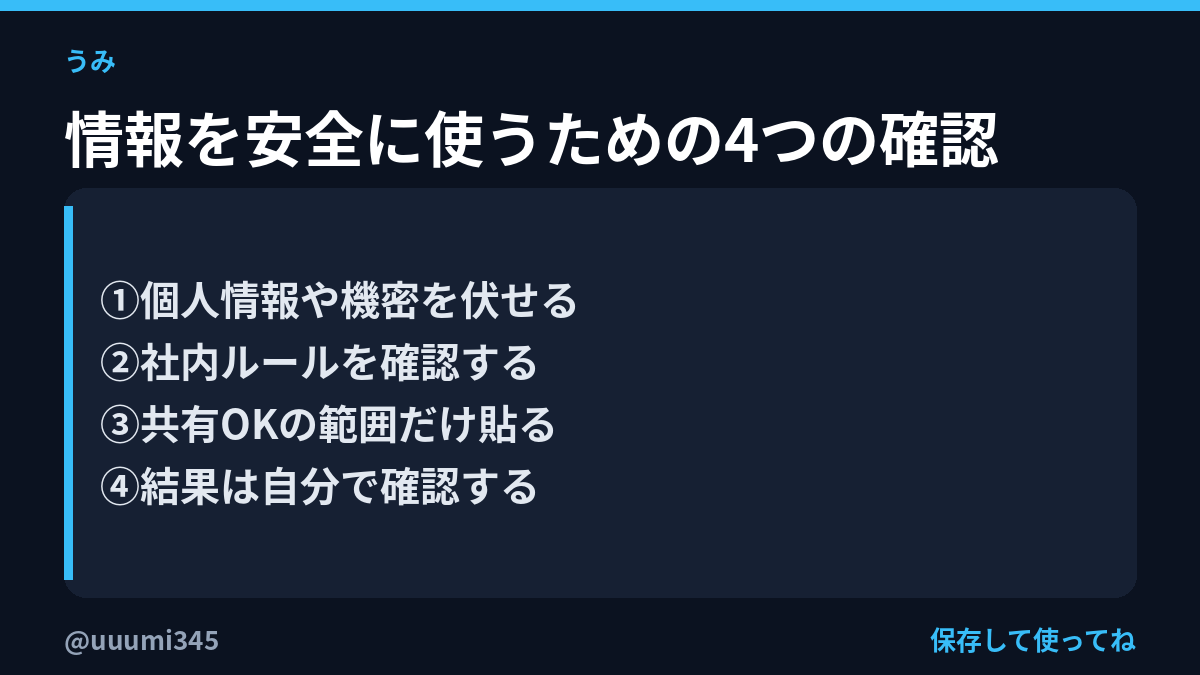 うみ
情報を安全に使うための4つの確認
①個人情報や機密を伏せる
②社内ルールを確認する
③共有OKの範囲だけ貼る
④結果は自分で確認する
@uuumi345
保存して使ってね